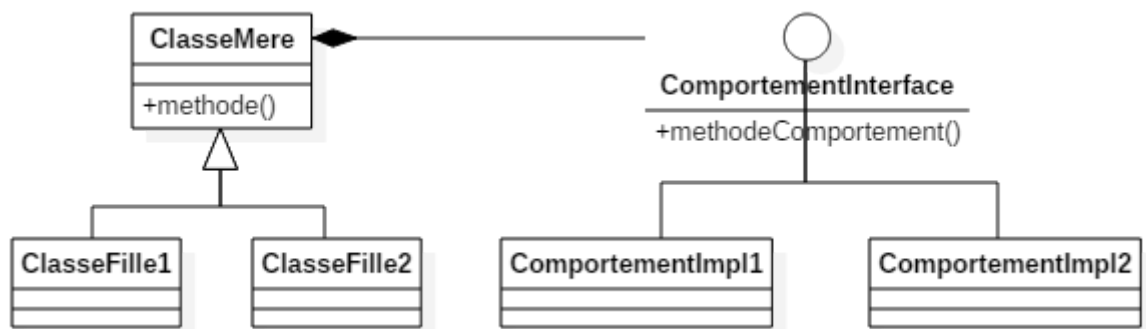 ClasseMere
+methode()
ComportementInterface
+methodeComportement()
ClasseFille1
ClasseFille2
ComportementImpl1
ComportementImpl2